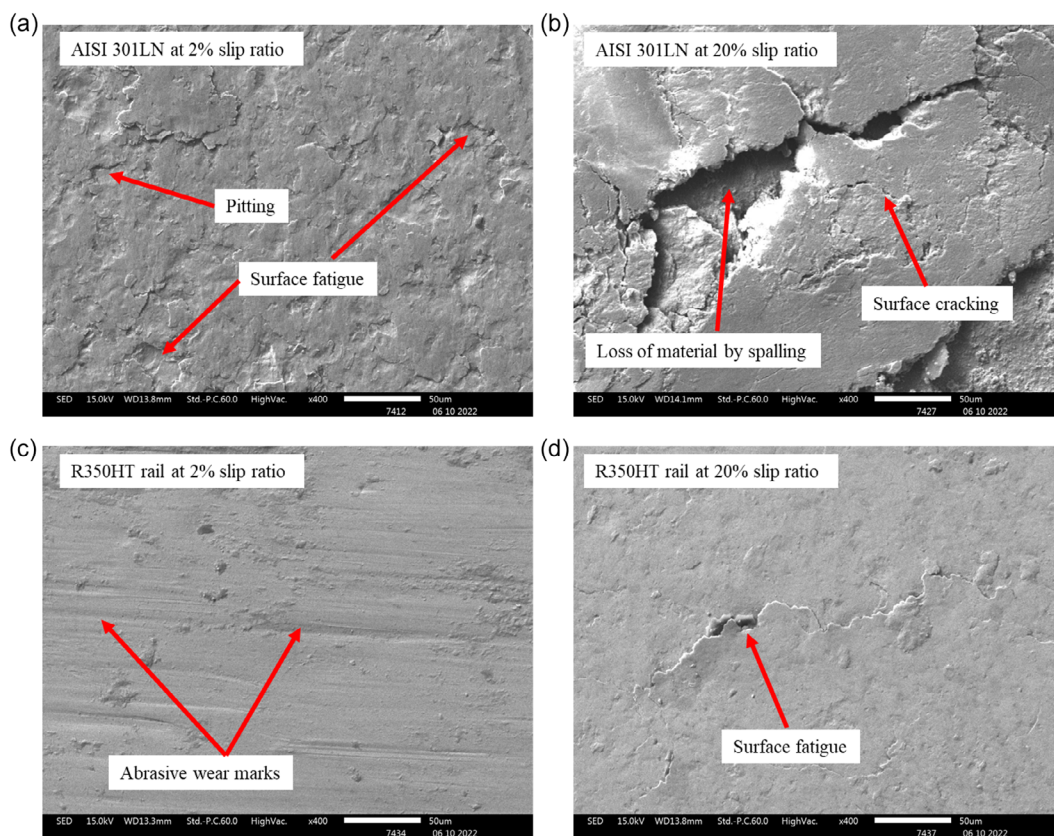 (a)
AISI 301LN at 2% slip ratio
Pitting
Surface fatigue
SED 15.0kV WD13.8mm Std.-P.C.60.0 HighVac. x400 50um
7412 06 10 2022
(b)
AISI 301LN at 20% slip ratio
Surface cracking
Loss of material by spalling
SED 15.0kV WD14.1mm Std.-P.C.60.0 HighVac. x400 50um
7427 06 10 2022
(c)
R350HT rail at 2% slip ratio
Abrasive wear marks
SED 15.0kV WD13.3mm Std.-P.C.60.0 HighVac. x400 50um
7434 06 10 2022
(d)
R350HT rail at 20% slip ratio
Surface fatigue
SED 15.0kV WD13.9mm Std.-P.C.60.0 HighVac. x400 50um
7437 06 10 2022